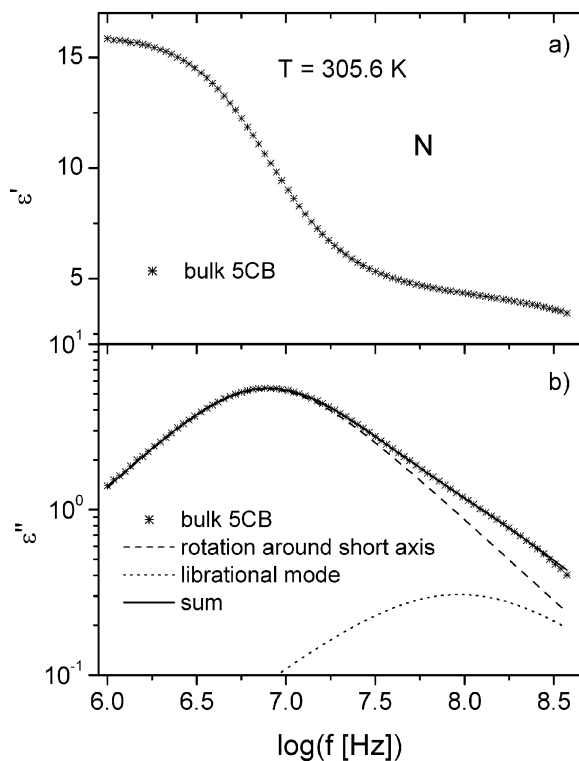 a)
T = 305.6 K
N
15
10
5
ε'
bulk 5CB
10¹
b)
10⁰
10⁻¹
ε"
bulk 5CB
rotation around short axis
librational mode
sum
6.0 6.5 7.0 7.5 8.0 8.5
log(f [Hz])